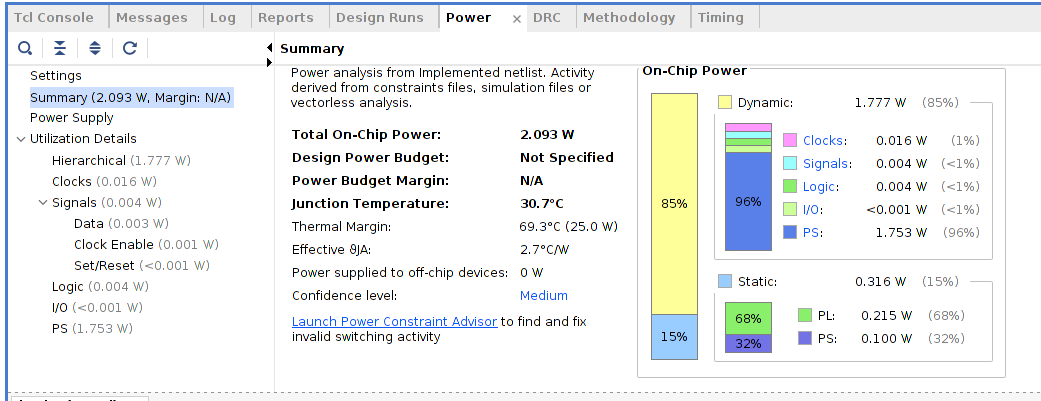 Tcl Console Messages Log Reports Design Runs Power × DRC Methodology Timing
Summary
Settings
Summary (2.093 W, Margin: N/A)
Power Supply
Utilization Details
Hierarchical (1.777 W)
Clocks (0.016 W)
Signals (0.004 W)
Data (0.003 W)
Clock Enable (0.001 W)
Set/Reset (<0.001 W)
Logic (0.004 W)
I/O (<0.001 W)
PS (1.753 W)
Power analysis from Implemented netlist. Activity
derived from constraints files, simulation files or
vectorless analysis.
Total On-Chip Power: 2.093 W
Design Power Budget: Not Specified
Power Budget Margin: N/A
Junction Temperature: 30.7°C
Thermal Margin: 69.3°C (25.0 W)
Effective ϑJA: 2.7°C/W
Power supplied to off-chip devices: 0 W
Confidence level: Medium
Launch Power Constraint Advisor to find and fix
invalid switching activity
On-Chip Power
85%
15%
Dynamic: 1.777 W (85%)
96%
Clocks: 0.016 W (1%)
Signals: 0.004 W (<1%)
Logic: 0.004 W (<1%)
I/O: <0.001 W (<1%)
PS: 1.753 W (96%)
Static: 0.316 W (15%)
68%
32%
PL: 0.215 W (68%)
PS: 0.100 W (32%)